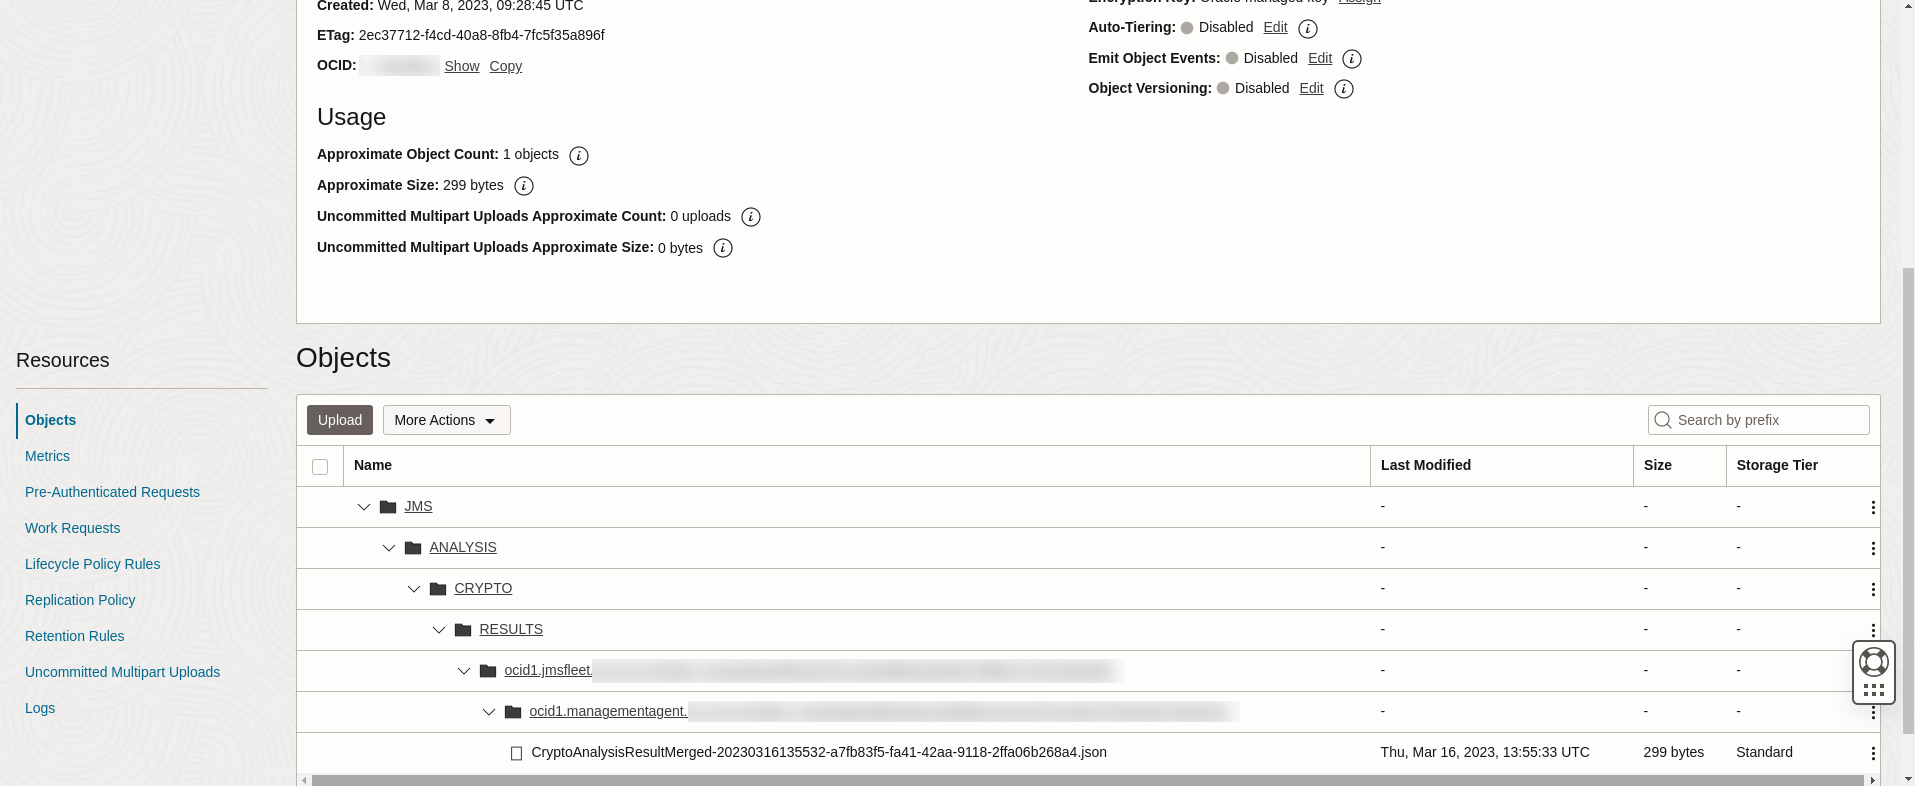 Created: Wed, Mar 8, 2023, 09:28:45 UTC
ETag: 2ec37712-f4cd-40a8-8fb4-7fc5f35a896f
OCID: Show Copy
Encryption Key: Oracle managed key Assign
Auto-Tiering: Disabled Edit i
Emit Object Events: Disabled Edit i
Object Versioning: Disabled Edit i
Usage
Approximate Object Count: 1 objects i
Approximate Size: 299 bytes i
Uncommitted Multipart Uploads Approximate Count: 0 uploads i
Uncommitted Multipart Uploads Approximate Size: 0 bytes i
Resources
Objects
Metrics
Pre-Authenticated Requests
Work Requests
Lifecycle Policy Rules
Replication Policy
Retention Rules
Uncommitted Multipart Uploads
Logs
Objects
Upload More Actions Search by prefix
Name Last Modified Size Storage Tier
JMS - - -
ANALYSIS - - -
CRYPTO - - -
RESULTS - - -
ocid1.jmsfleet. - - -
ocid1.managementagent. - - -
CryptoAnalysisResultMerged-20230316135532-a7fb83f5-fa41-42aa-9118-2ffa06b268a4.json Thu, Mar 16, 2023, 13:55:33 UTC 299 bytes Standard